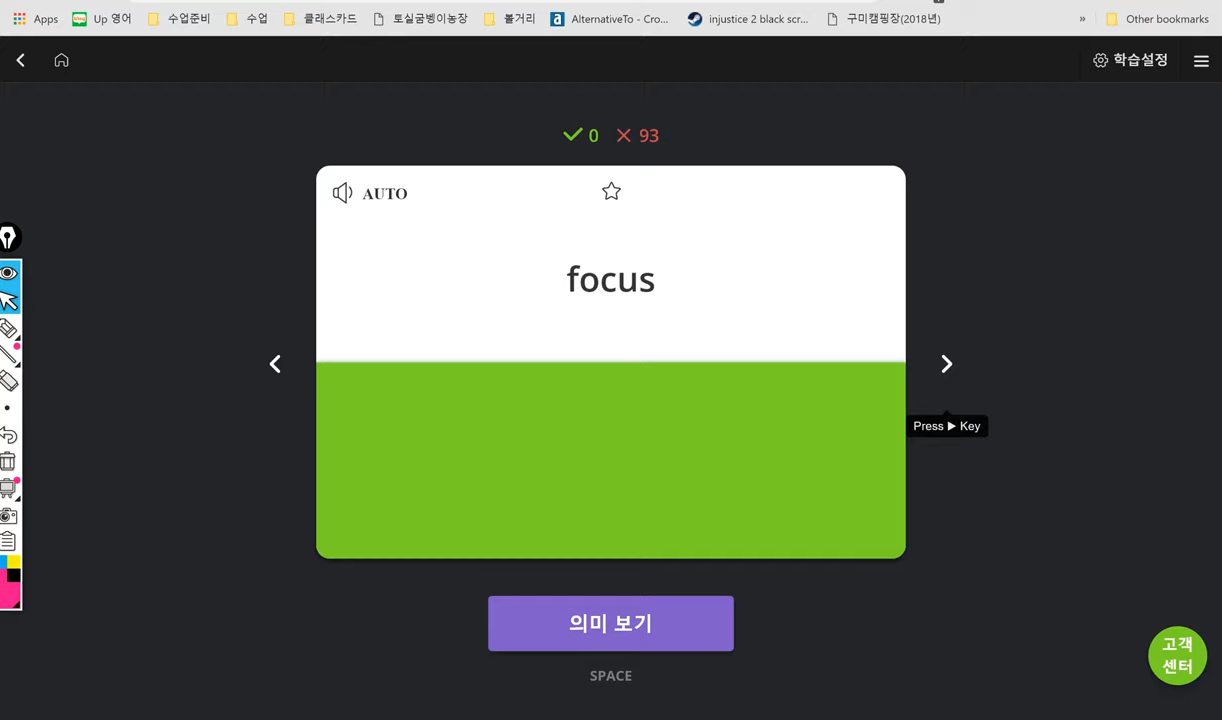 Apps Up 영어 수업준비 수업 클래스카드 토실굼벵이농장 볼거리 AlternativeTo - Cro... injustice 2 black scr... 구미캠핑장(2018년) » Other bookmarks
학습설정
0 93
AUTO
focus
Press ▶ Key
의미 보기
SPACE
고객
센터